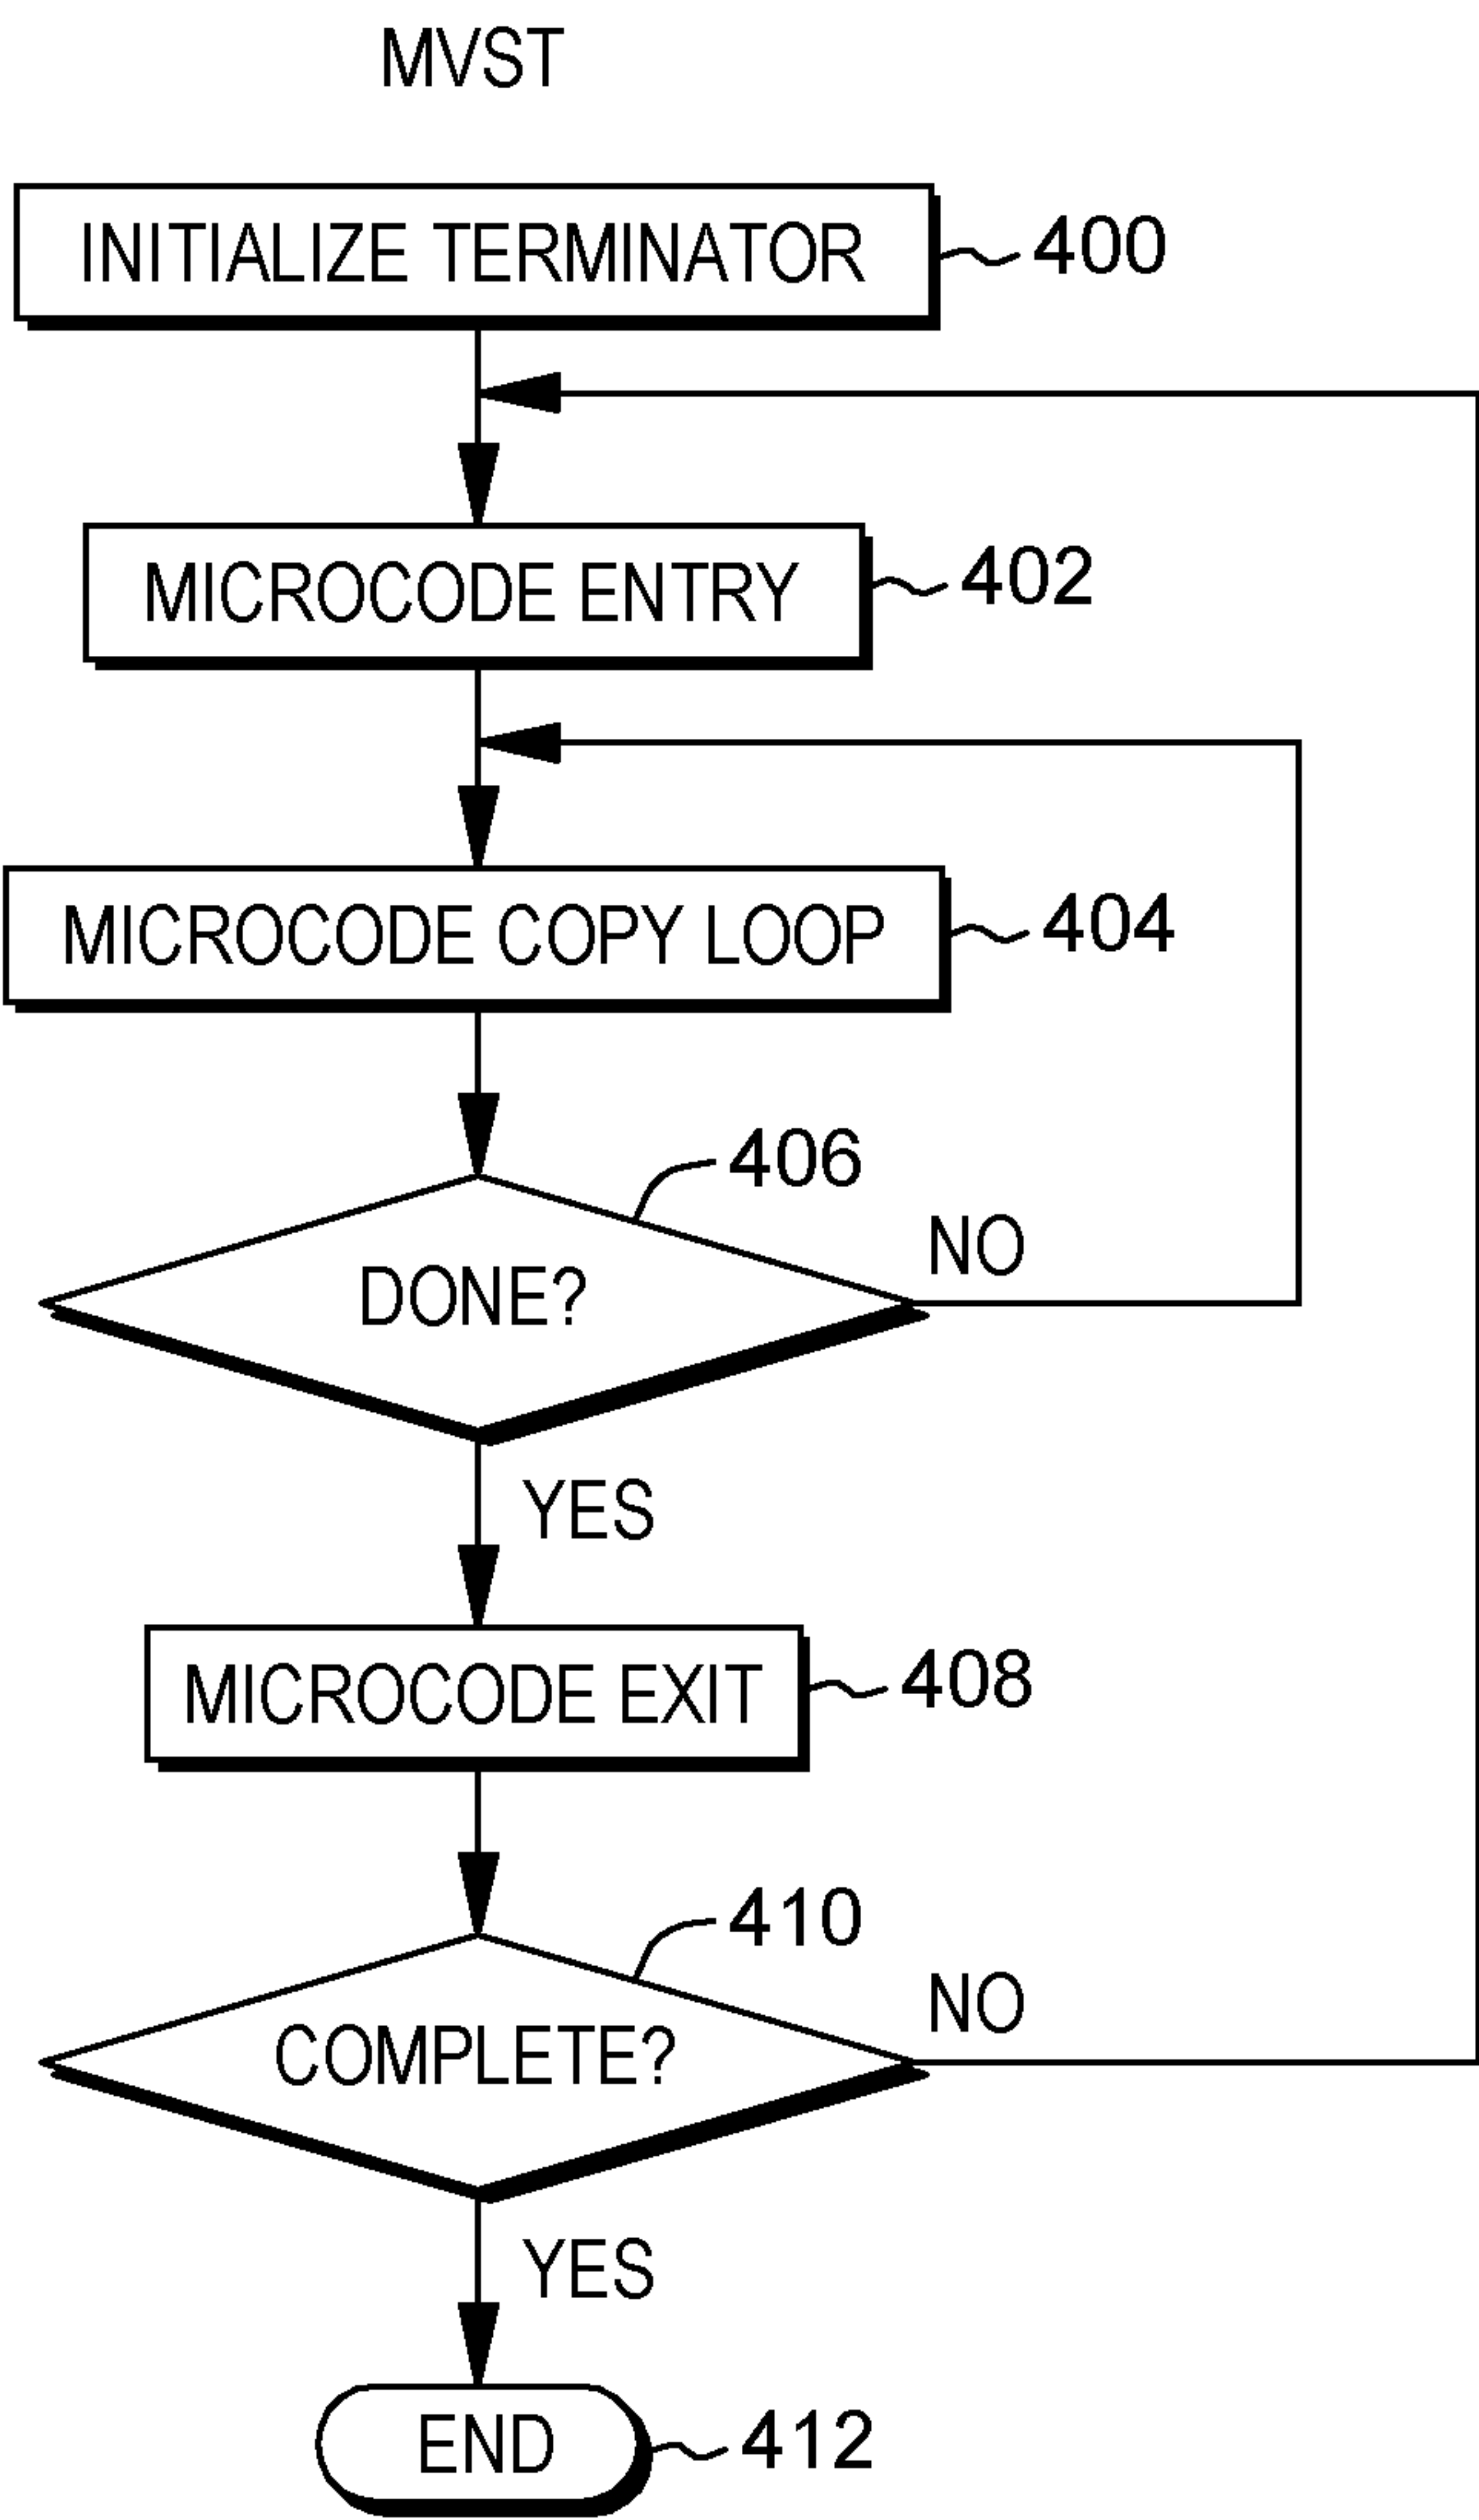 MVST
INITIALIZE TERMINATOR
400
MICROCODE ENTRY
402
MICROCODE COPY LOOP
404
406
DONE?
NO
YES
MICROCODE EXIT
408
410
COMPLETE?
NO
YES
END
412